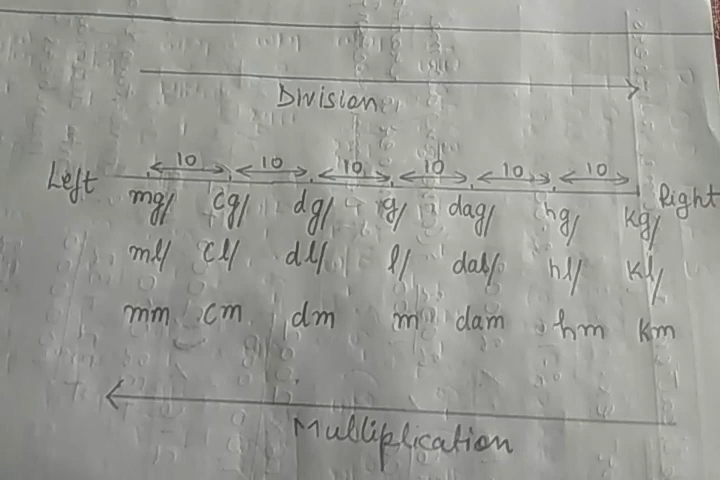 Division
10 10 10 10 10 10
Left Right
mg/ cg/ dg/ g/ dag/ hg/ kg/
ml/ cl/ dl/ l/ dal/ hl/ kl/
mm cm dm m dam hm km
Multiplication